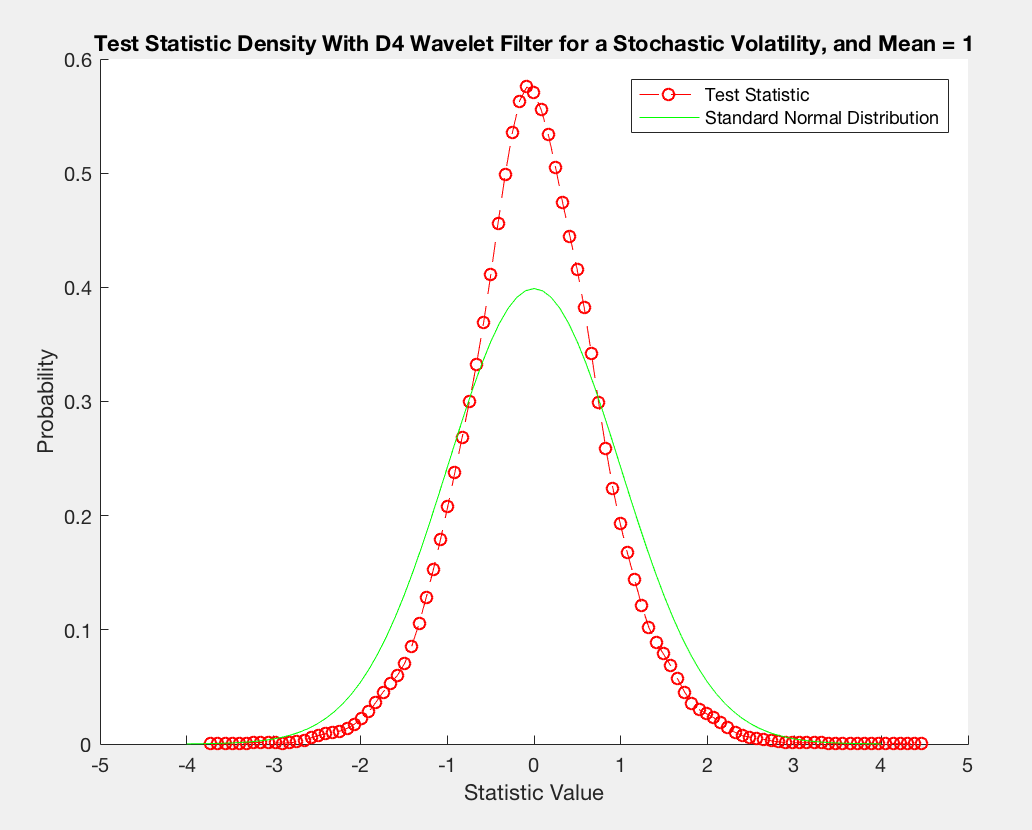 Test Statistic Density With D4 Wavelet Filter for a Stochastic Volatility, and Mean = 1
Test Statistic
Standard Normal Distribution
Probability
0.6
0.5
0.4
0.3
0.2
0.1
0
-5 -4 -3 -2 -1 0 1 2 3 4 5
Statistic Value